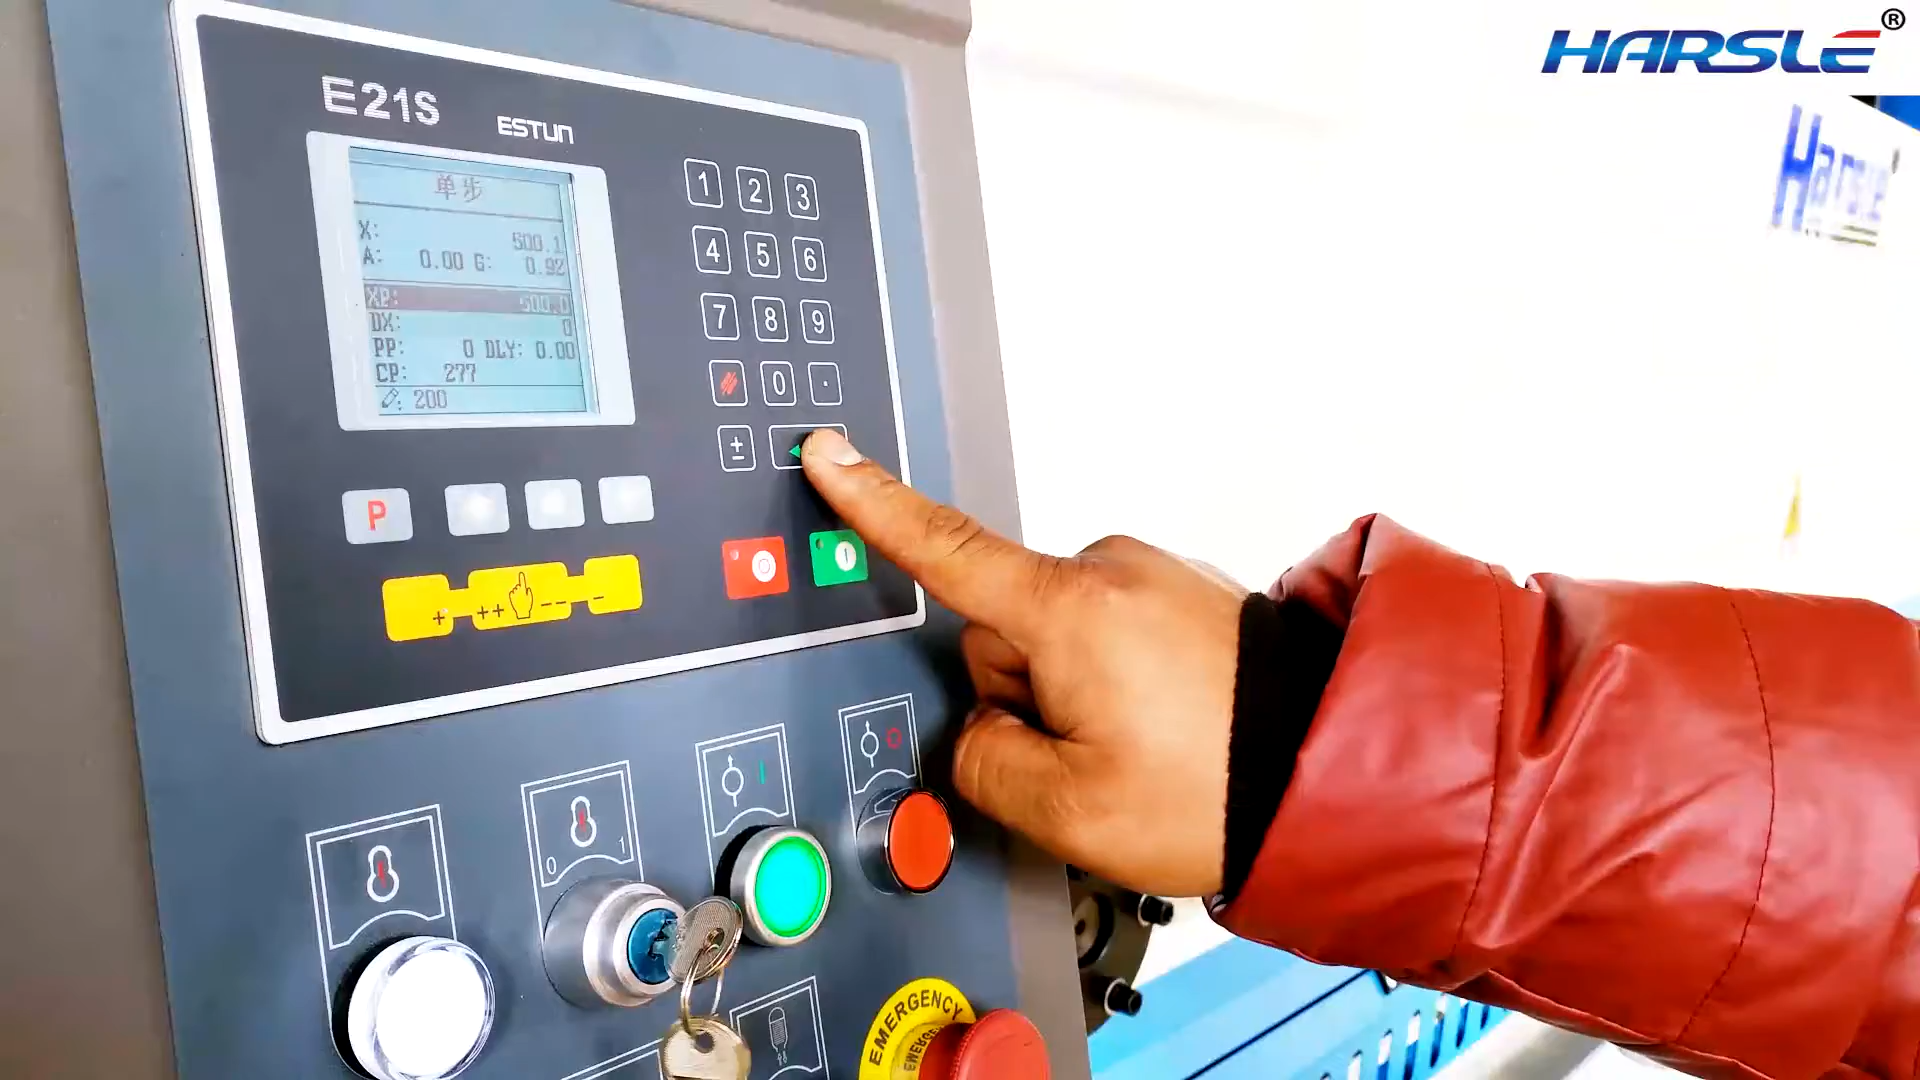 HARSLE®
Harsle
E21S
ESTUN
单步
X: 500.1
A: 0.00 G: 0.92
XP: 500.0
DX: 0
PP: 0 DLY: 0.00
CP: 277
: 200
1 2 3
4 5 6
7 8 9
0 .
±
P
+ ++ -- -
0 1
EMERGENCY